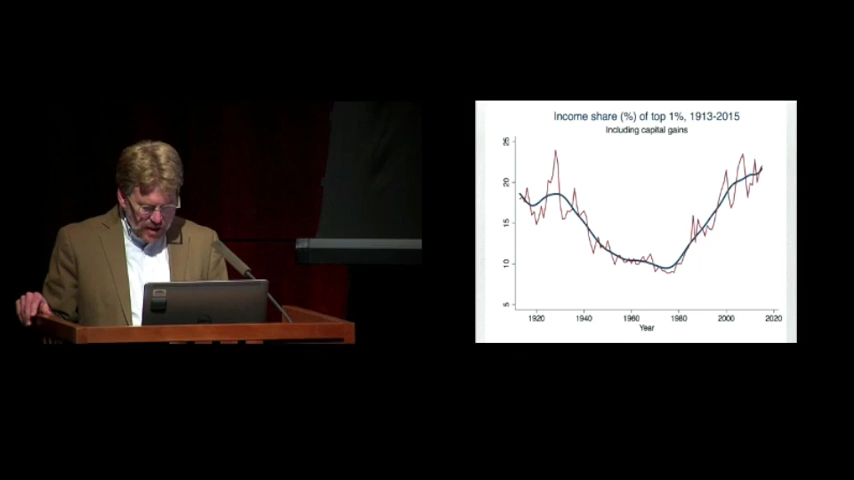 Income share (%) of top 1%, 1913-2015
Including capital gains
25
20
15
10
5
1920 1940 1960 1980 2000 2020
Year